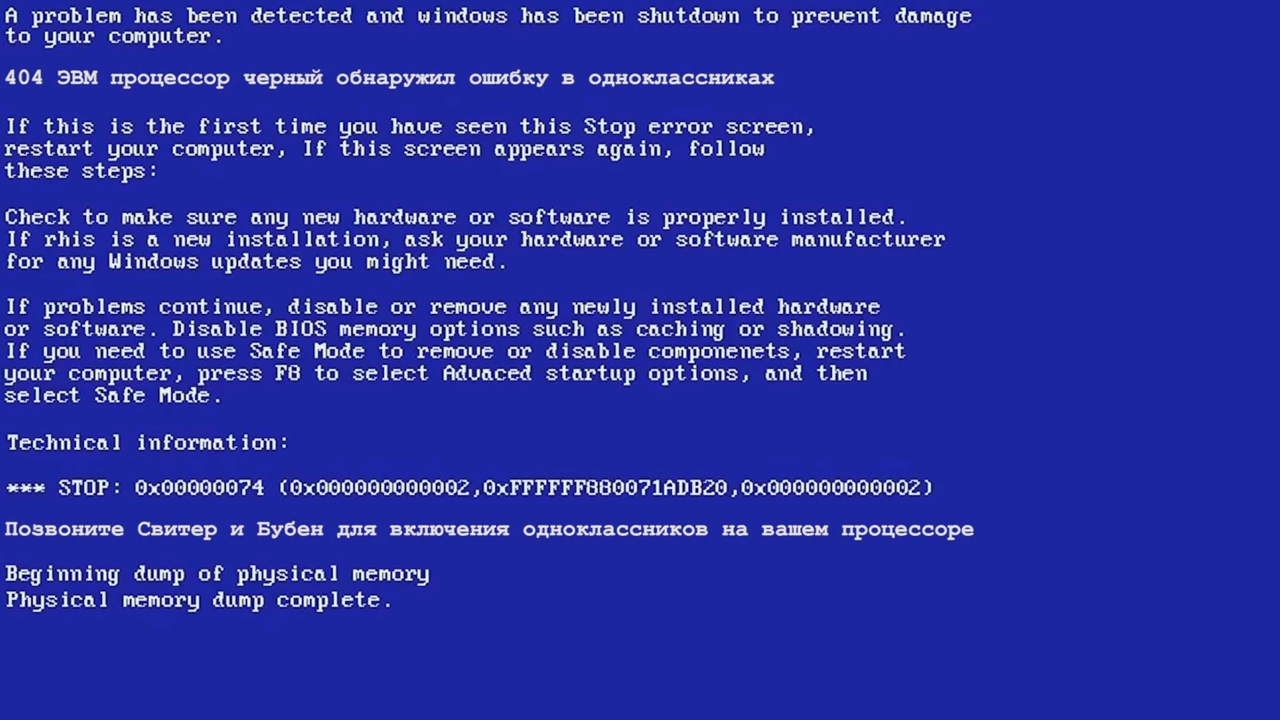 A problem has been detected and windows has been shutdown to prevent damage
to your computer.
404 ЭВМ процессор черный обнаружил ошибку в одноклассниках
If this is the first time you have seen this Stop error screen,
restart your computer, If this screen appears again, follow
these steps:
Check to make sure any new hardware or software is properly installed.
If rhis is a new installation, ask your hardware or software manufacturer
for any Windows updates you might need.
If problems continue, disable or remove any newly installed hardware
or software. Disable BIOS memory options such as caching or shadowing.
If you need to use Safe Mode to remove or disable componenets, restart
your computer, press F8 to select Advaced startup options, and then
select Safe Mode.
Technical information:
*** STOP: 0x00000074 (0x000000000002,0xFFFFFF880071ADB20,0x000000000002)
Позвоните Свитер и Бубен для включения одноклассников на вашем процессоре
Beginning dump of physical memory
Physical memory dump complete.